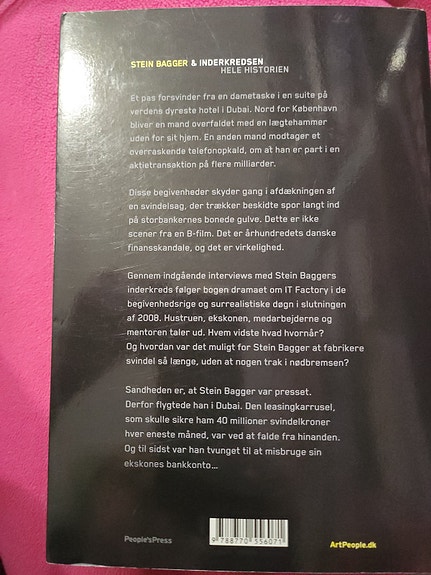 STEIN BAGGER & INDERKREDSEN
HELE HISTORIEN
Et pas forsvinder fra en dametaske i en suite på
verdens dyreste hotel i Dubai. Nord for København
bliver en mand overfaldet med en lægtehammer
uden for sit hjem. En anden mand modtager et
overraskende telefonopkald, om at han er part i en
aktietransaktion på flere milliarder.
Disse begivenheder skyder gang i afdækningen af
en svindelsag, der trækker beskidte spor langt ind
på storbankernes bonede gulve. Dette er ikke
scener fra en B-film. Det er århundredets danske
finansskandale, og det er virkelighed.
Gennem indgående interviews med Stein Baggers
inderkreds følger bogen dramaet om IT Factory i de
begivenhedsrige og surrealistiske døgn i slutningen
af 2008. Hustruen, ekskonen, medarbejderne og
mentoren taler ud. Hvem vidste hvad hvornår?
Og hvordan var det muligt for Stein Bagger at fabrikere
svindel så længe, uden at nogen trak i nødbremsen?
Sandheden er, at Stein Bagger var presset.
Derfor flygtede han i Dubai. Den leasingkarrusel,
som skulle sikre ham 40 millioner svindelkroner
hver eneste måned, var ved at falde fra hinanden.
Og til sidst var han tvunget til at misbruge sin
ekskones bankkonto...
People'sPress
9 788770 556071
ArtPeople.dk